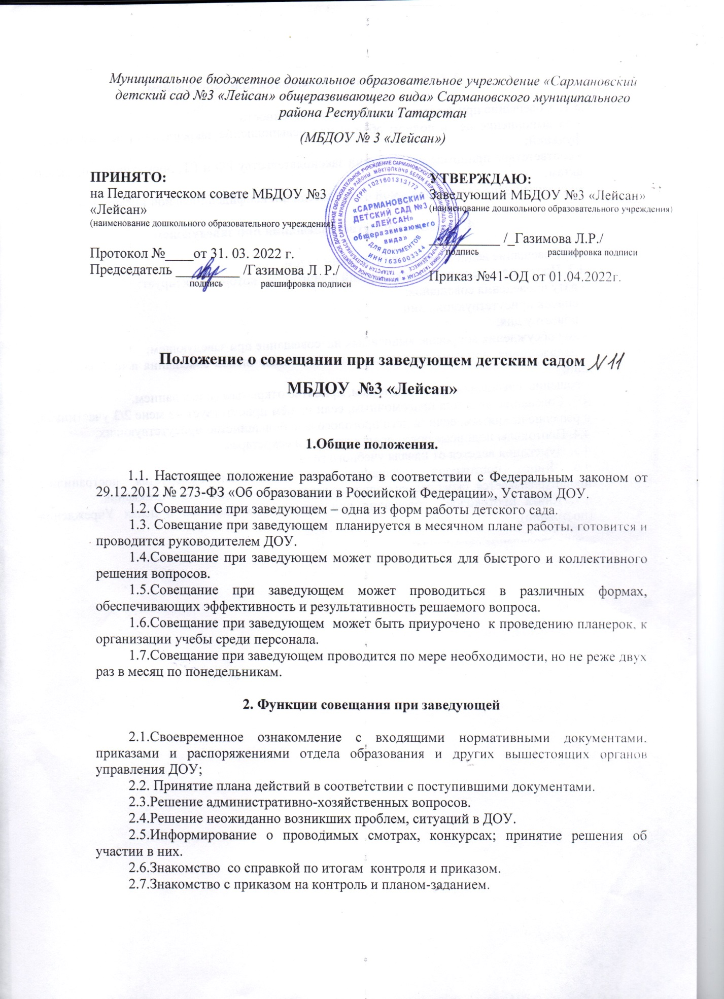 Муниципальное бюджетное дошкольное образовательное учреждение «Сармановский
детский сад №3 «Лейсан» общеразвивающего вида» Сармановского муниципального
района Республики Татарстан
(МБДОУ № 3 «Лейсан»)
ПРИНЯТО:
на Педагогическом совете МБДОУ №3
«Лейсан»
(наименование дошкольного образовательного учреждения)
Протокол №____от 31. 03. 2022 г.
Председатель _________ /Газимова Л . Р./
подпись расшифровка подписи
ОГРН 1021601313172
«САРМАНОВСКИЙ
ДЕТСКИЙ САД №3
«ЛЕЙСАН»
общеразвивающего
вида»
ДЛЯ ДОКУМЕНТОВ
ИНН 1636003344
УТВЕРЖДАЮ:
Заведующий МБДОУ №3 «Лейсан»
(наименование дошкольного образовательного учреждения)
__________ /_Газимова Л.Р./
подпись расшифровка подписи
Приказ №41-ОД от 01.04.2022г.
Положение о совещании при заведующем детским садом N 11
МБДОУ №3 «Лейсан»
1.Общие положения.
1.1. Настоящее положение разработано в соответствии с Федеральным законом от
29.12.2012 № 273-ФЗ «Об образовании в Российской Федерации», Уставом ДОУ.
1.2. Совещание при заведующем – одна из форм работы детского сада.
1.3. Совещание при заведующем планируется в месячном плане работы, готовится и
проводится руководителем ДОУ.
1.4.Совещание при заведующем может проводиться для быстрого и коллективного
решения вопросов.
1.5.Совещание при заведующем может проводиться в различных формах,
обеспечивающих эффективность и результативность решаемого вопроса.
1.6.Совещание при заведующем может быть приурочено к проведению планерок, к
организации учебы среди персонала.
1.7.Совещание при заведующем проводится по мере необходимости, но не реже двух
раз в месяц по понедельникам.
2. Функции совещания при заведующей
2.1.Своевременное ознакомление с входящими нормативными документами,
приказами и распоряжениями отдела образования и других вышестоящих органов
управления ДОУ;
2.2. Принятие плана действий в соответствии с поступившими документами.
2.3.Решение административно-хозяйственных вопросов.
2.4.Решение неожиданно возникших проблем, ситуаций в ДОУ.
2.5.Информирование о проводимых смотрах, конкурсах; принятие решения об
участии в них.
2.6.Знакомство со справкой по итогам контроля и приказом.
2.7.Знакомство с приказом на контроль и планом-заданием.